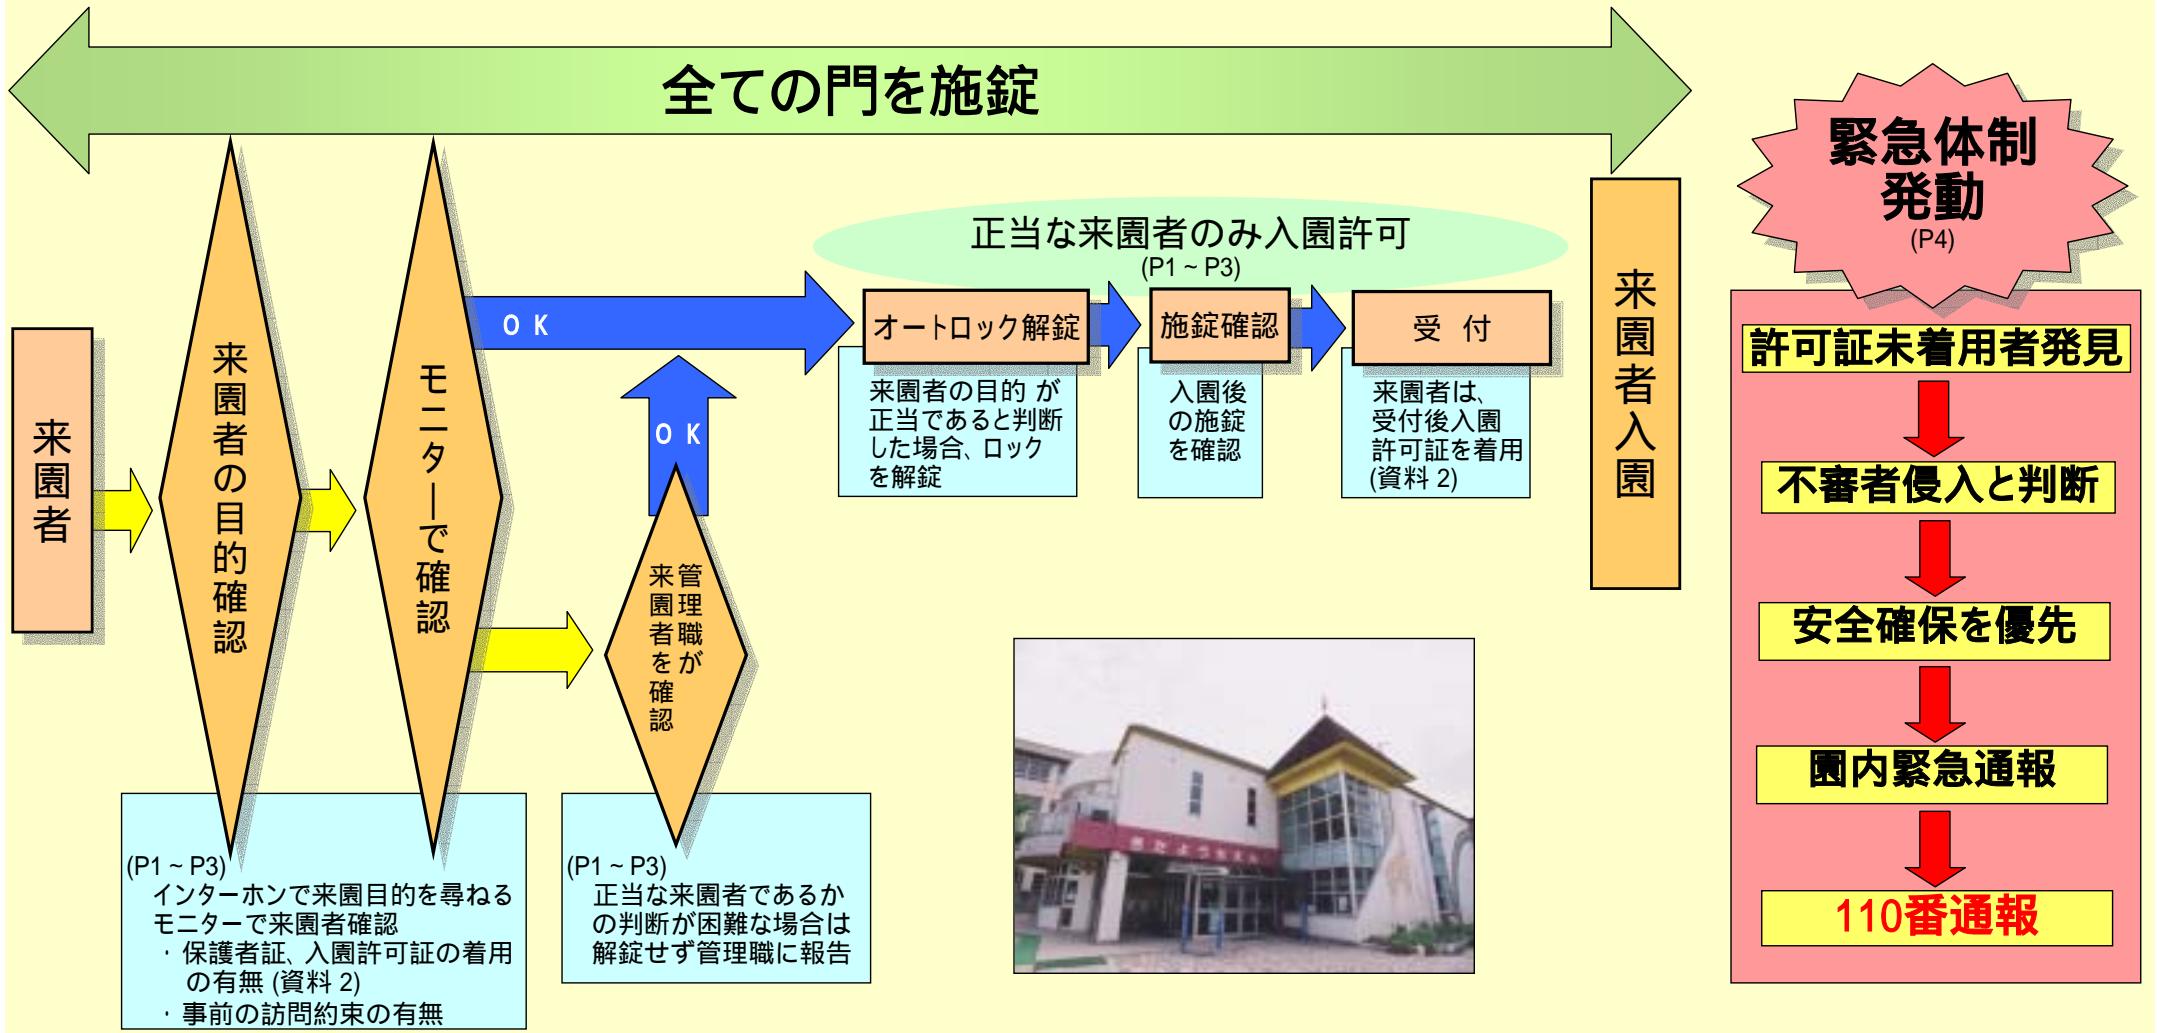 全ての門を施錠
来園者
来園者の目的確認
モニターで確認
OK
OK
管理職が
来園者を確認
正当な来園者のみ入園許可
(P1~P3)
オートロック解錠
来園者の目的 が
正当であると判断
した場合、ロック
を解錠
施錠確認
入園後
の施錠
を確認
受 付
来園者は、
受付後入園
許可証を着用
(資料 2)
来園者入園
(P1~P3)
インターホンで来園目的を尋ねる
モニターで来園者確認
・保護者証、入園許可証の着用
の有無 (資料 2)
・事前の訪問約束の有無
(P1~P3)
正当な来園者であるか
の判断が困難な場合は
解錠せず管理職に報告
緊急体制
発動
(P4)
許可証未着用者発見
不審者侵入と判断
安全確保を優先
園内緊急通報
110番通報